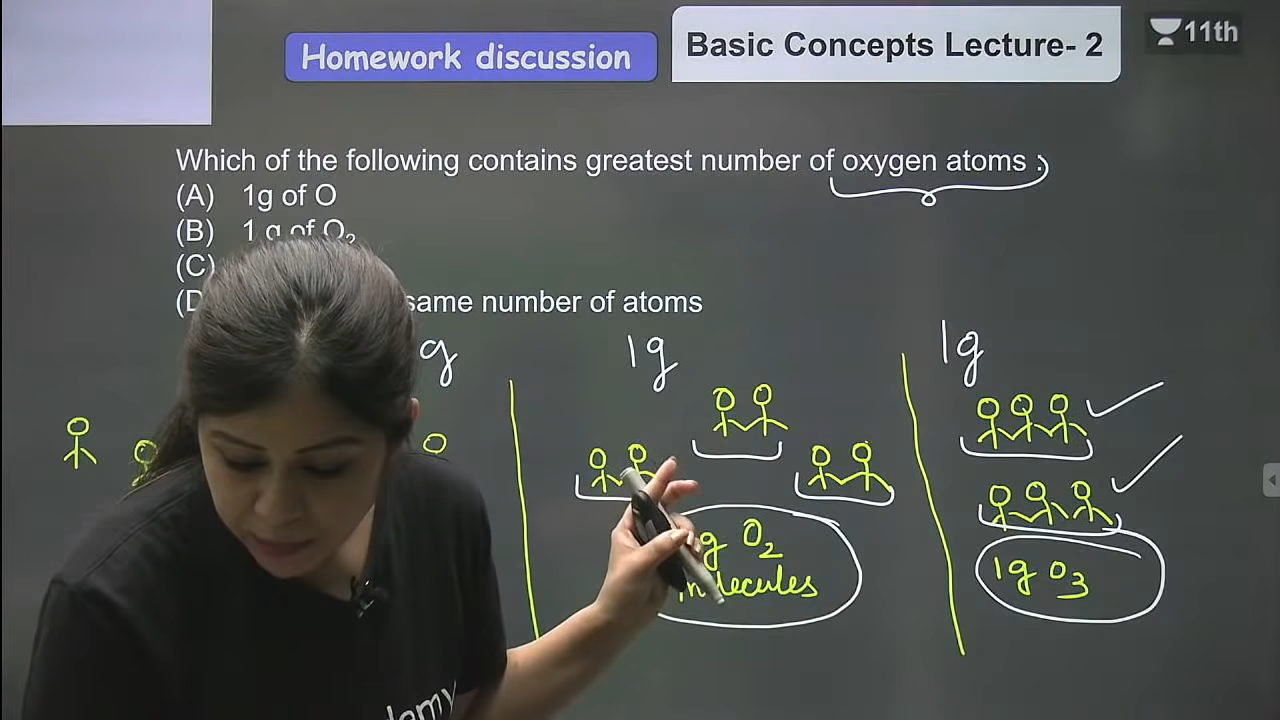 Homework discussion
Basic Concepts Lecture- 2
11th
Which of the following contains greatest number of oxygen atoms :
(A) 1g of O
(B) 1 g of O₂
(C)
same number of atoms
g
1g
1g
g O₂
molecules
1g O₃